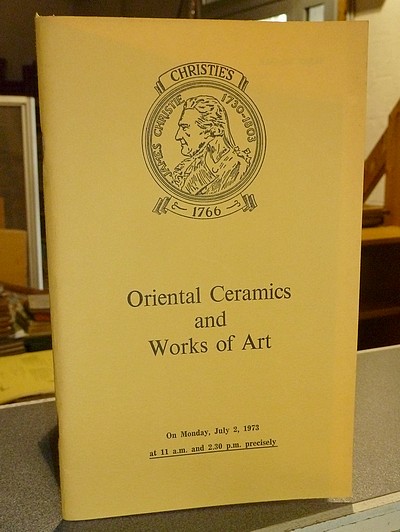 CHRISTIE'S
JAMES CHRISTIE 1730-1803
1766
Oriental Ceramics
and
Works of Art
On Monday, July 2, 1973
at 11 a.m. and 2.30 p.m. precisely